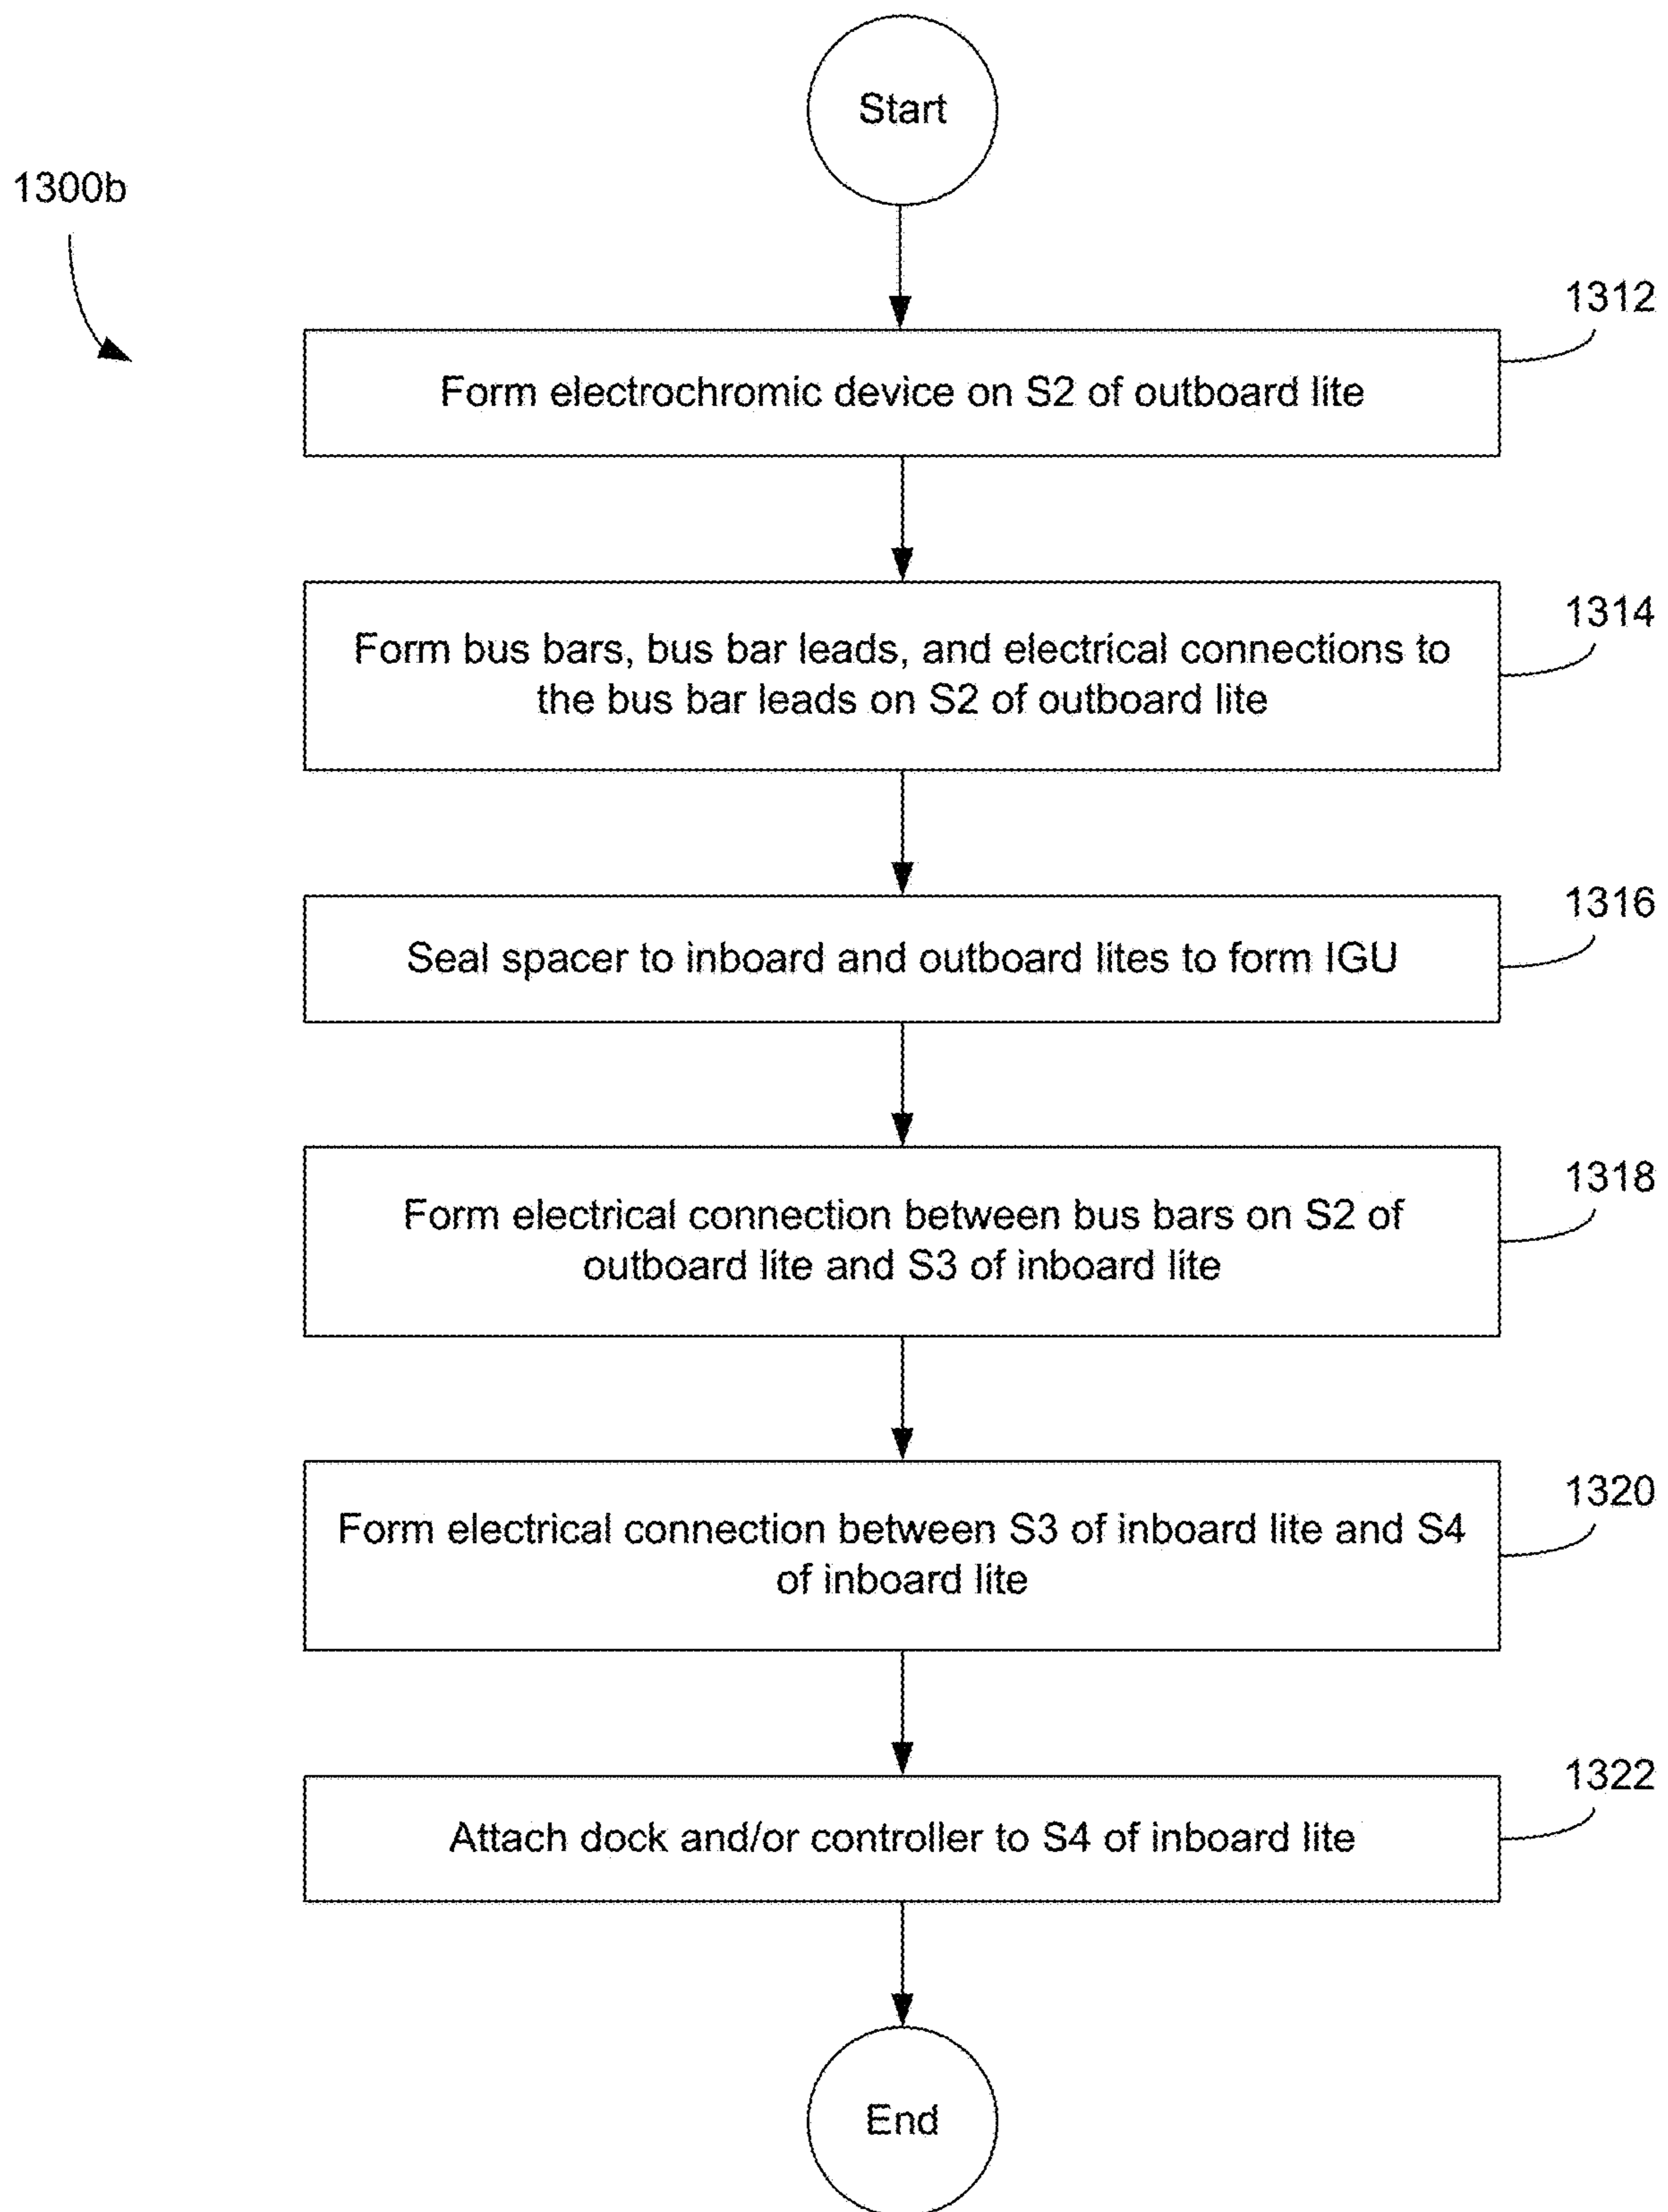 Start
1300b
1312
Form electrochromic device on S2 of outboard lite
1314
Form bus bars, bus bar leads, and electrical connections to
the bus bar leads on S2 of outboard lite
1316
Seal spacer to inboard and outboard lites to form IGU
1318
Form electrical connection between bus bars on S2 of
outboard lite and S3 of inboard lite
1320
Form electrical connection between S3 of inboard lite and S4
of inboard lite
1322
Attach dock and/or controller to S4 of inboard lite
End